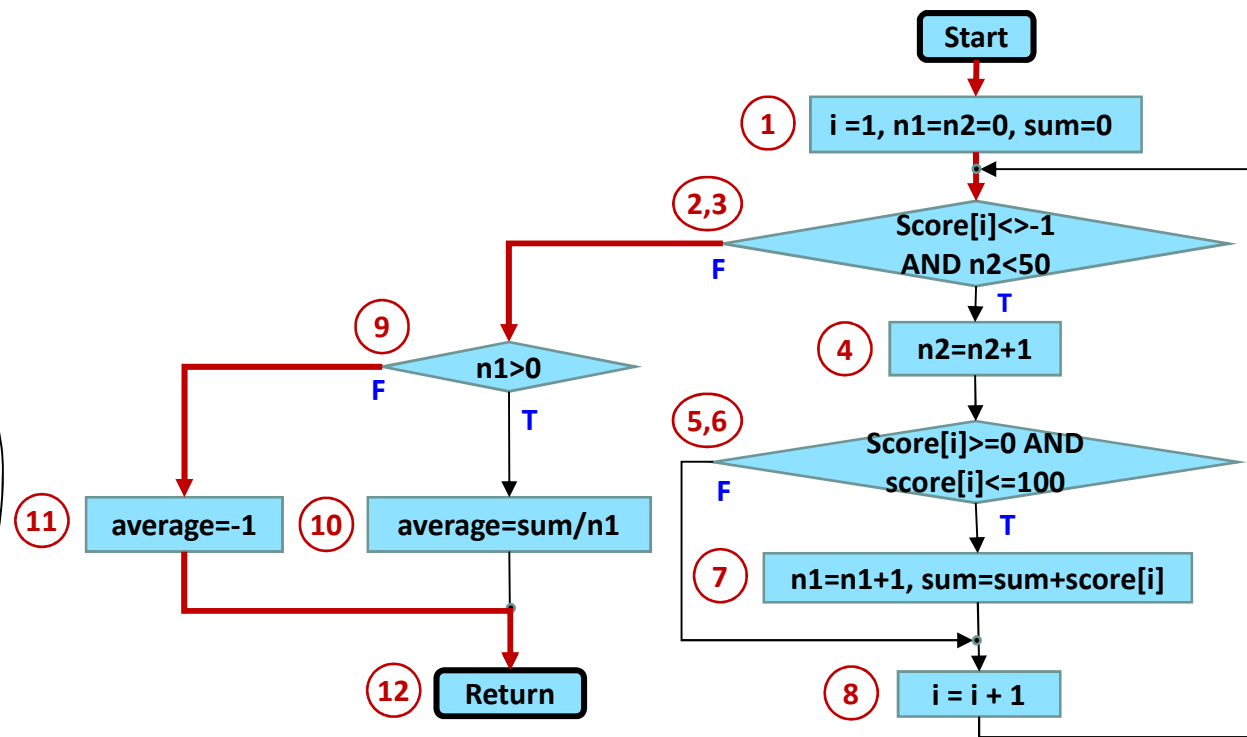 Start
1
i =1, n1=n2=0, sum=0
2,3
Score[i]<>-1
AND n2<50
F
T
9
n1>0
F
T
4
n2=n2+1
5,6
Score[i]>=0 AND
score[i]<=100
F
T
11
average=-1
10
average=sum/n1
7
n1=n1+1, sum=sum+score[i]
12
Return
8
i = i + 1